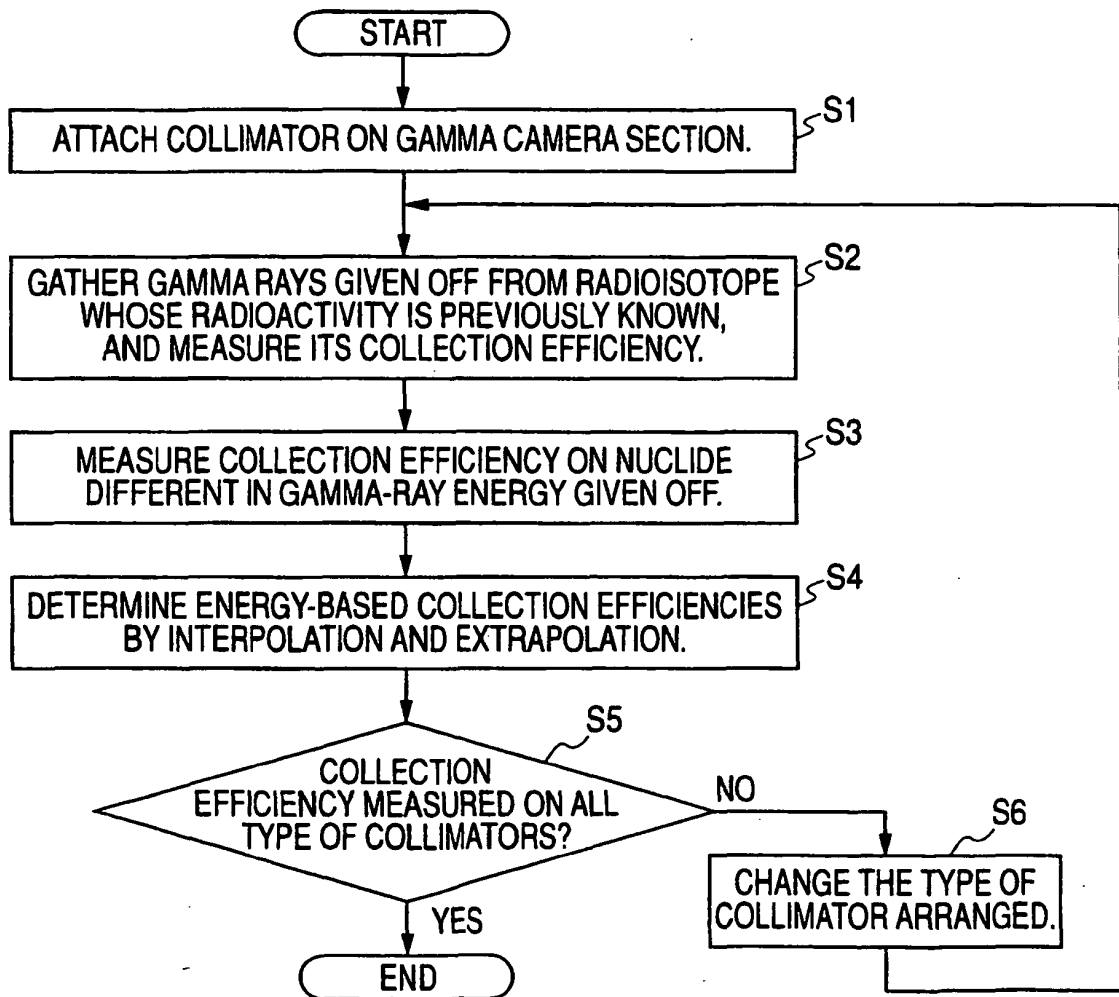 START
S1
ATTACH COLLIMATOR ON GAMMA CAMERA SECTION.
S2
GATHER GAMMA RAYS GIVEN OFF FROM RADIOISOTOPE
WHOSE RADIOACTIVITY IS PREVIOUSLY KNOWN,
AND MEASURE ITS COLLECTION EFFICIENCY.
S3
MEASURE COLLECTION EFFICIENCY ON NUCLIDE
DIFFERENT IN GAMMA-RAY ENERGY GIVEN OFF.
S4
DETERMINE ENERGY-BASED COLLECTION EFFICIENCIES
BY INTERPOLATION AND EXTRAPOLATION.
S5
COLLECTION
EFFICIENCY MEASURED ON ALL
TYPE OF COLLIMATORS?
NO
S6
CHANGE THE TYPE OF
COLLIMATOR ARRANGED.
YES
END